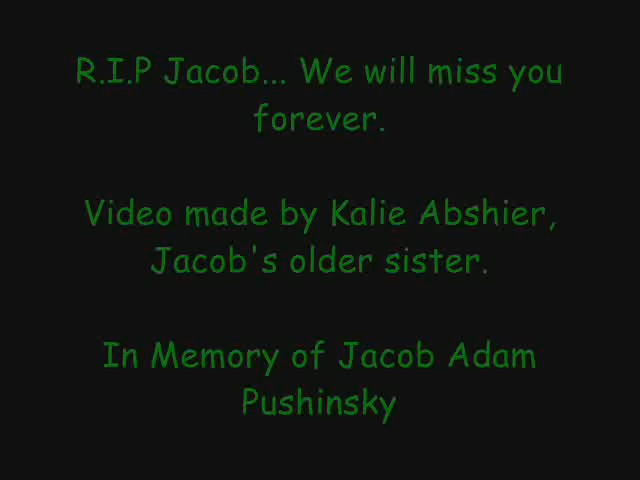 R.I.P Jacob... We will miss you
forever.
Video made by Kalie Abshier,
Jacob's older sister.
In Memory of Jacob Adam
Pushinsky